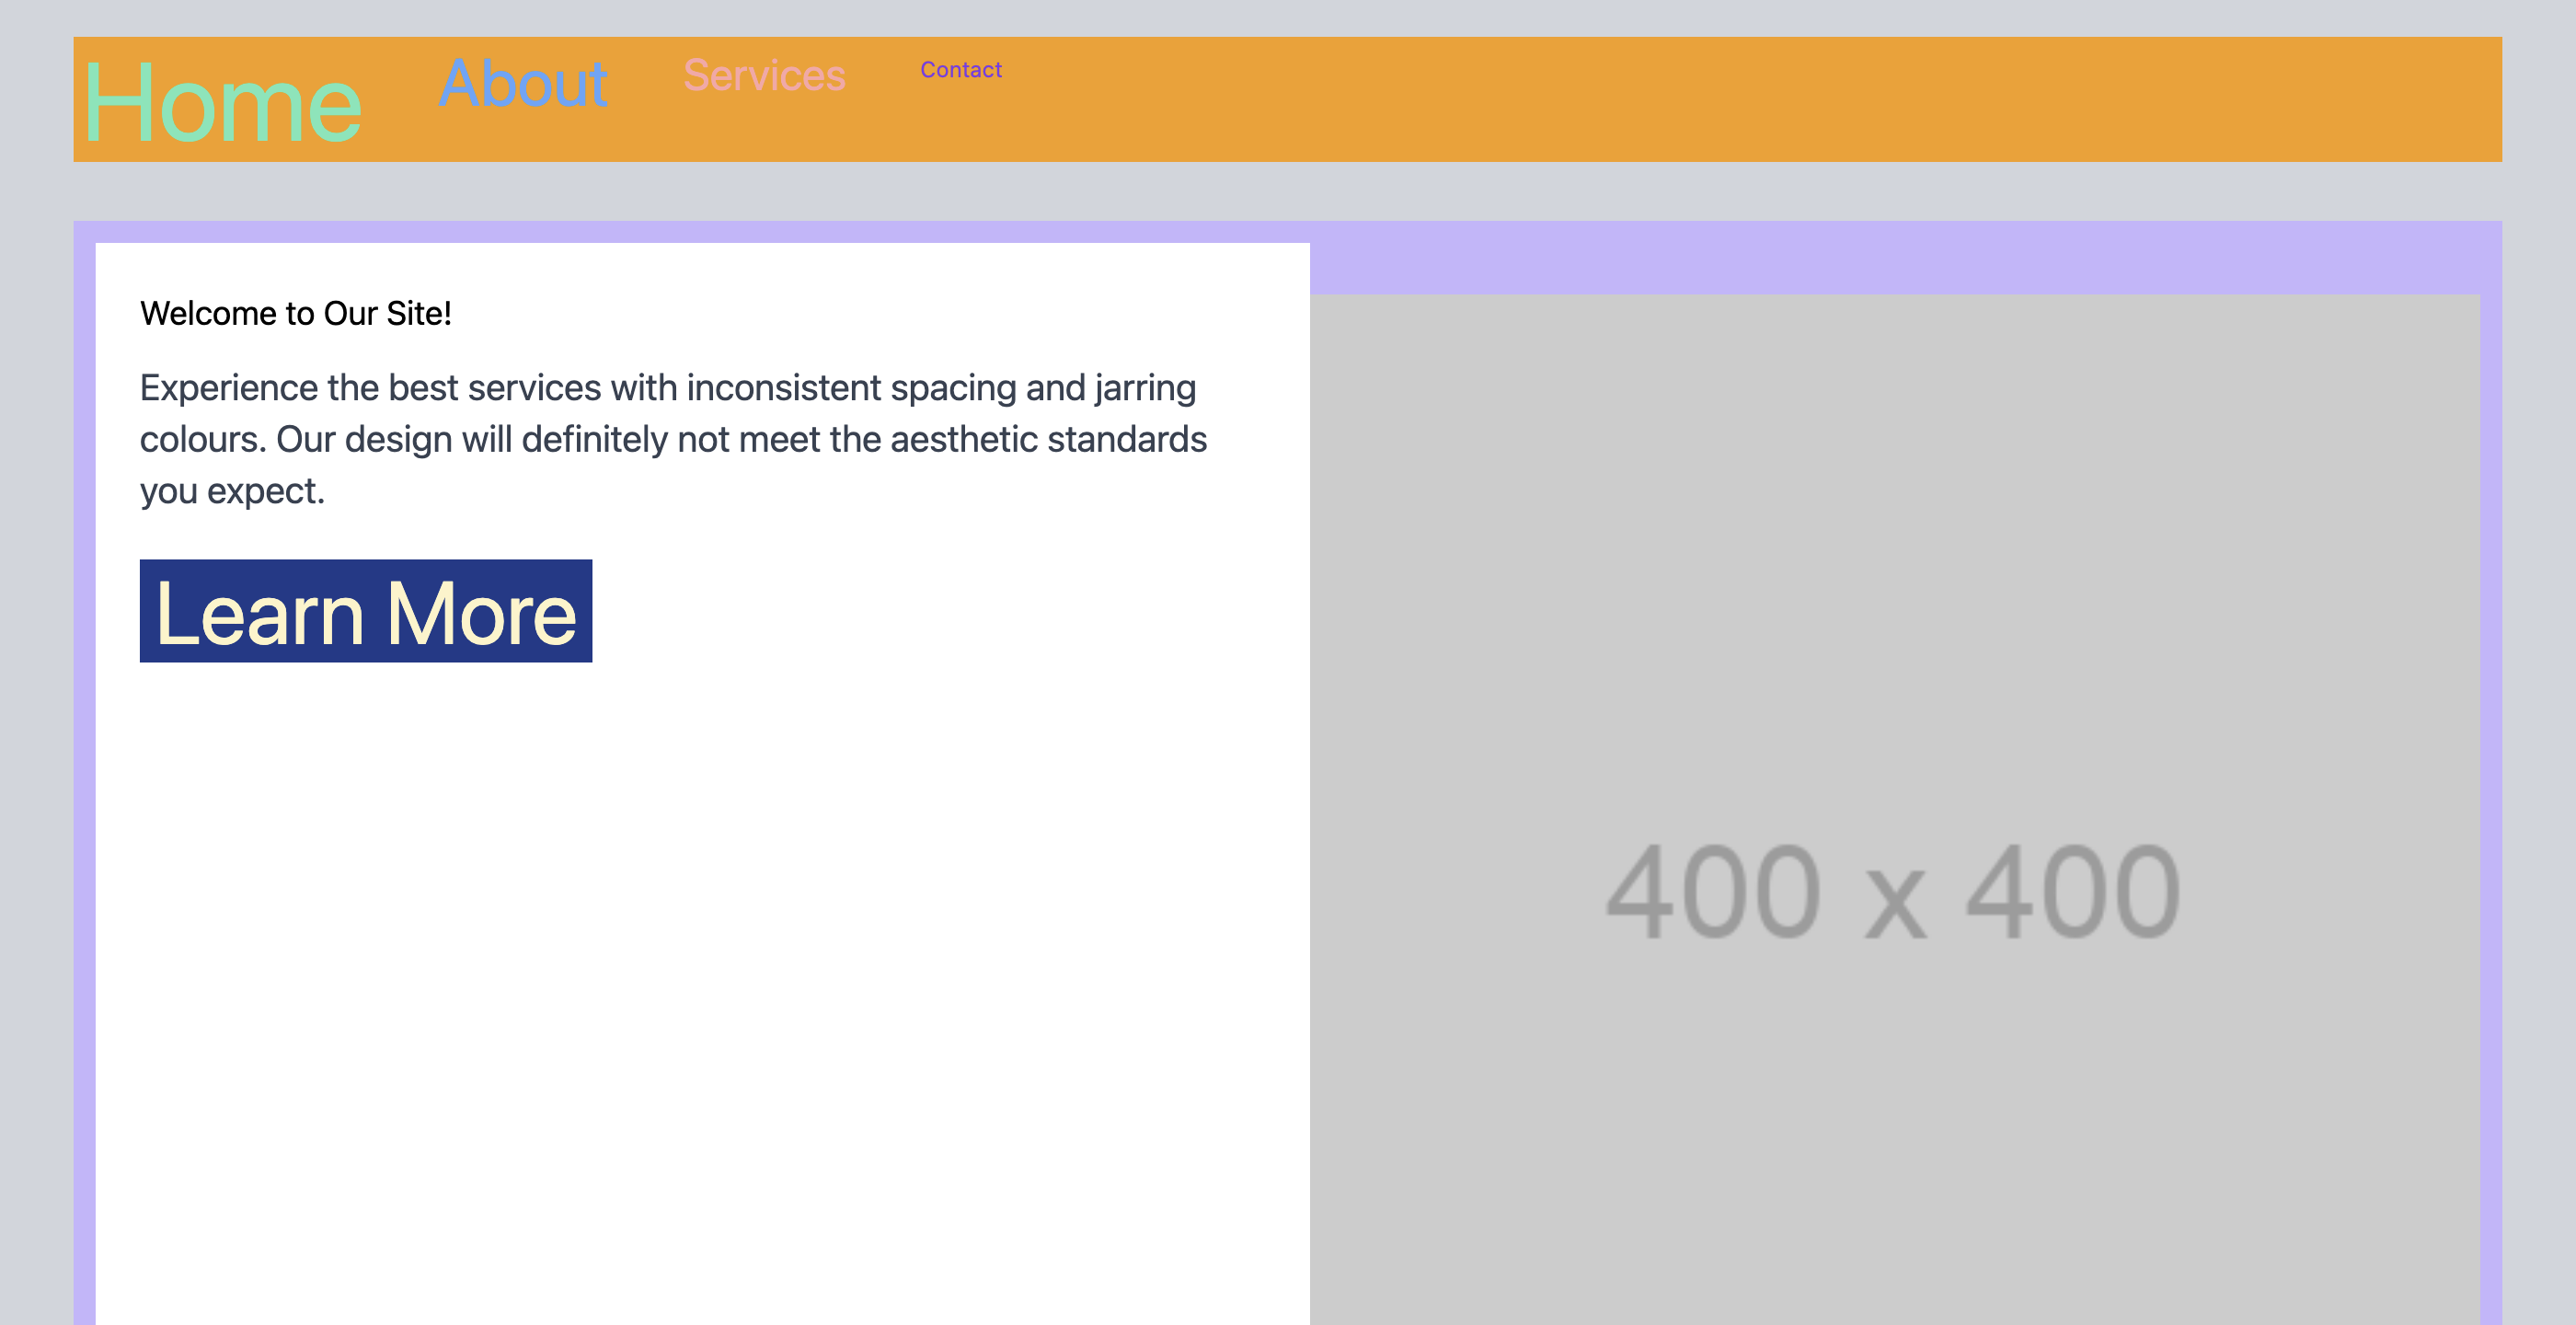 Home About Services Contact
Welcome to Our Site!
Experience the best services with inconsistent spacing and jarring
colours. Our design will definitely not meet the aesthetic standards
you expect.
Learn More
400 x 400